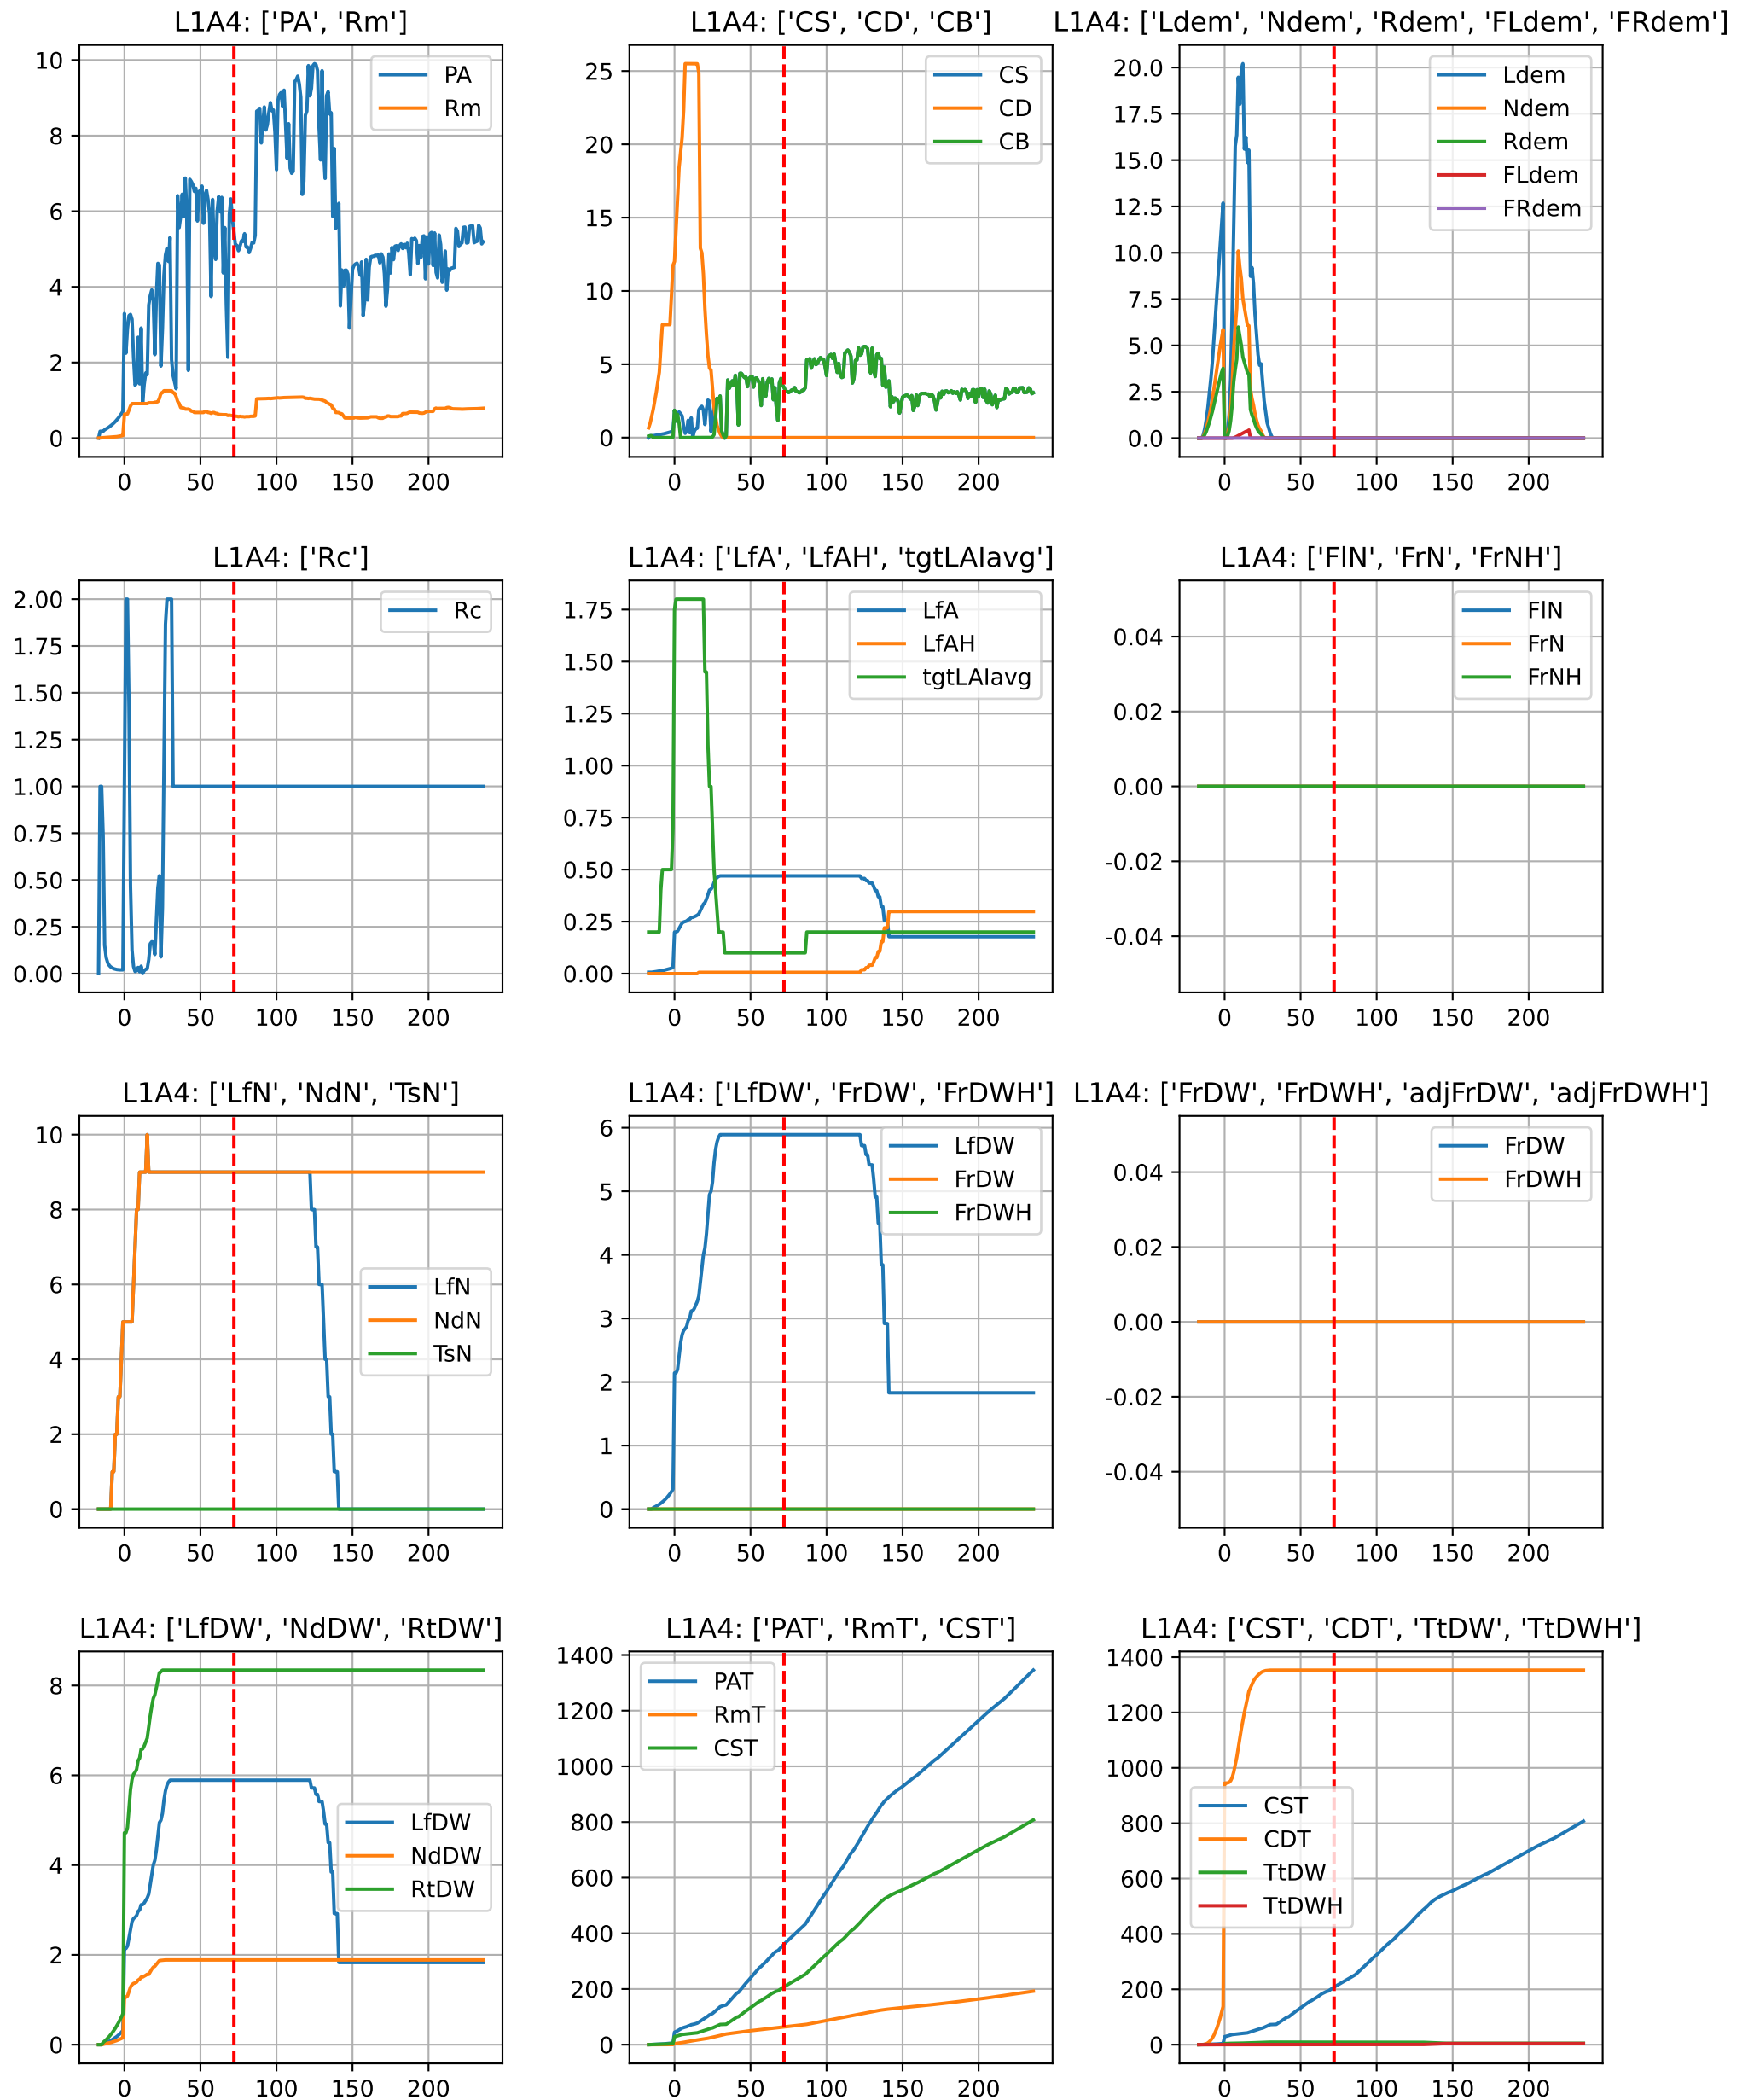 L1A4: ['PA', 'Rm']
10
8
6
4
2
0
0 50 100 150 200
PA
Rm
L1A4: ['CS', 'CD', 'CB']
25
20
15
10
5
0
0 50 100 150 200
CS
CD
CB
L1A4: ['Ldem', 'Ndem', 'Rdem', 'FLdem', 'FRdem']
20.0
17.5
15.0
12.5
10.0
7.5
5.0
2.5
0.0
0 50 100 150 200
Ldem
Ndem
Rdem
FLdem
FRdem
L1A4: ['Rc']
2.00
1.75
1.50
1.25
1.00
0.75
0.50
0.25
0.00
0 50 100 150 200
Rc
L1A4: ['LfA', 'LfAH', 'tgtLAIavg']
1.75
1.50
1.25
1.00
0.75
0.50
0.25
0.00
0 50 100 150 200
LfA
LfAH
tgtLAIavg
L1A4: ['FlN', 'FrN', 'FrNH']
0.04
0.02
0.00
-0.02
-0.04
0 50 100 150 200
FlN
FrN
FrNH
L1A4: ['LfN', 'NdN', 'TsN']
10
8
6
4
2
0
0 50 100 150 200
LfN
NdN
TsN
L1A4: ['LfDW', 'FrDW', 'FrDWH']
6
5
4
3
2
1
0
0 50 100 150 200
LfDW
FrDW
FrDWH
L1A4: ['FrDW', 'FrDWH', 'adjFrDW', 'adjFrDWH']
0.04
0.02
0.00
-0.02
-0.04
0 50 100 150 200
FrDW
FrDWH
L1A4: ['LfDW', 'NdDW', 'RtDW']
8
6
4
2
0
0 50 100 150 200
LfDW
NdDW
RtDW
L1A4: ['PAT', 'RmT', 'CST']
1400
1200
1000
800
600
400
200
0
0 50 100 150 200
PAT
RmT
CST
L1A4: ['CST', 'CDT', 'TtDW', 'TtDWH']
1400
1200
1000
800
600
400
200
0
0 50 100 150 200
CST
CDT
TtDW
TtDWH